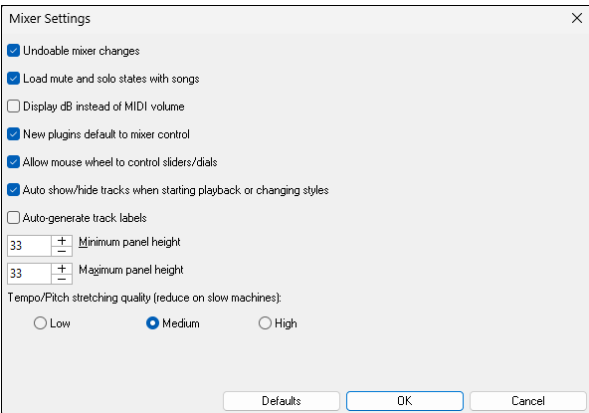 Mixer Settings
Undoable mixer changes
Load mute and solo states with songs
Display dB instead of MIDI volume
New plugins default to mixer control
Allow mouse wheel to control sliders/dials
Auto show/hide tracks when starting playback or changing styles
Auto-generate track labels
33 Minimum panel height
33 Maximum panel height
Tempo/Pitch stretching quality (reduce on slow machines):
Low Medium High
Defaults OK Cancel